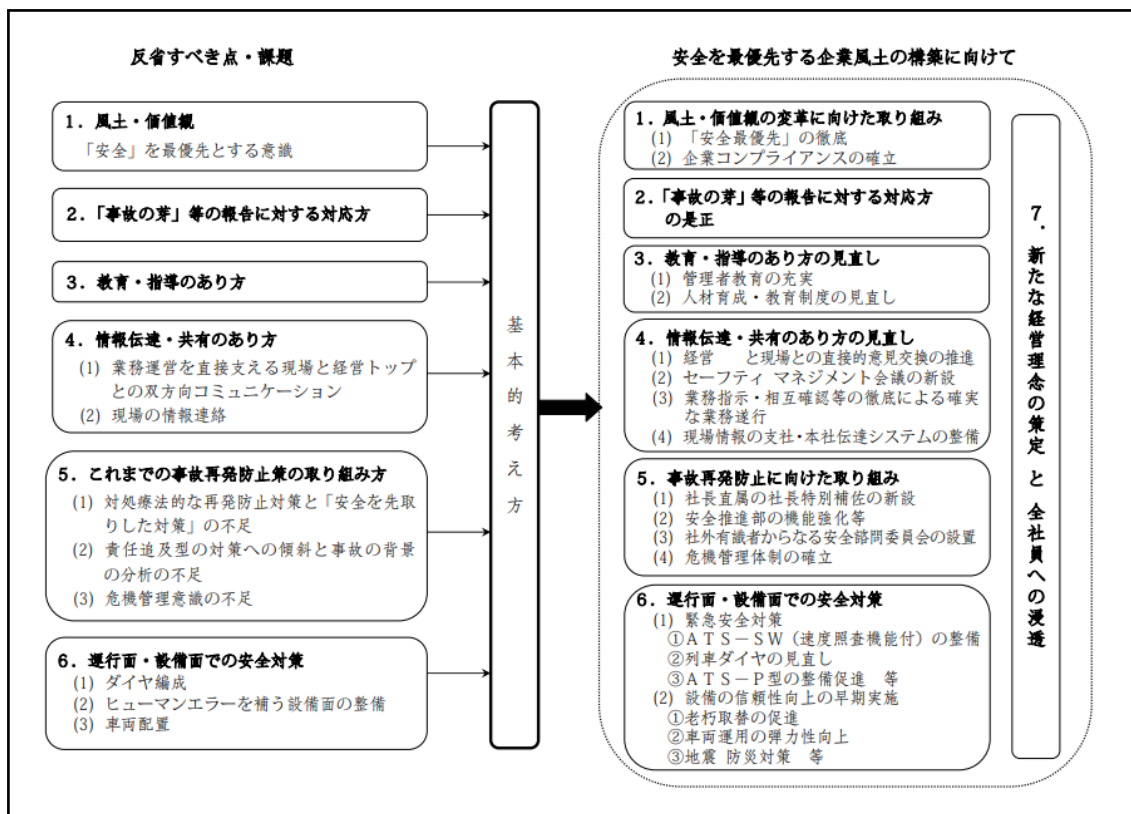 反省すべき点・課題
1．風土・価値観
「安全」を最優先とする意識
2．「事故の芽」等の報告に対する対応方
3．教育・指導のあり方
4．情報伝達・共有のあり方
(1) 業務運営を直接支える現場と経営トップ
との双方向コミュニケーション
(2) 現場の情報連絡
5．これまでの事故再発防止策の取り組み方
(1) 対処療法的な再発防止対策と「安全を先取
りした対策」の不足
(2) 責任追及型の対策への傾斜と事故の背景
の分析の不足
(3) 危機管理意識の不足
6．運行面・設備面での安全対策
(1) ダイヤ編成
(2) ヒューマンエラーを補う設備面の整備
(3) 車両配置
基本的考え方
安全を最優先する企業風土の構築に向けて
1．風土・価値観の変革に向けた取り組み
(1) 「安全最優先」の徹底
(2) 企業コンプライアンスの確立
2．「事故の芽」等の報告に対する対応方
の是正
3．教育・指導のあり方の見直し
(1) 管理者教育の充実
(2) 人材育成・教育制度の見直し
4．情報伝達・共有のあり方の見直し
(1) 経営　　と現場との直接的意見交換の推進
(2) セーフティ マネジメント会議の新設
(3) 業務指示・相互確認等の徹底による確実
な業務遂行
(4) 現場情報の支社・本社伝達システムの整備
5．事故再発防止に向けた取り組み
(1) 社長直属の社長特別補佐の新設
(2) 安全推進部の機能強化等
(3) 社外有識者からなる安全諮問委員会の設置
(4) 危機管理体制の確立
6．運行面・設備面での安全対策
(1) 緊急安全対策
①ＡＴＳ－ＳＷ（速度照査機能付）の整備
②列車ダイヤの見直し
③ＡＴＳ－Ｐ型の整備促進　等
(2) 設備の信頼性向上の早期実施
①老朽取替の促進
②車両運用の弾力性向上
③地震 防災対策　等
7．新たな経営理念の策定 と 全社員への浸透